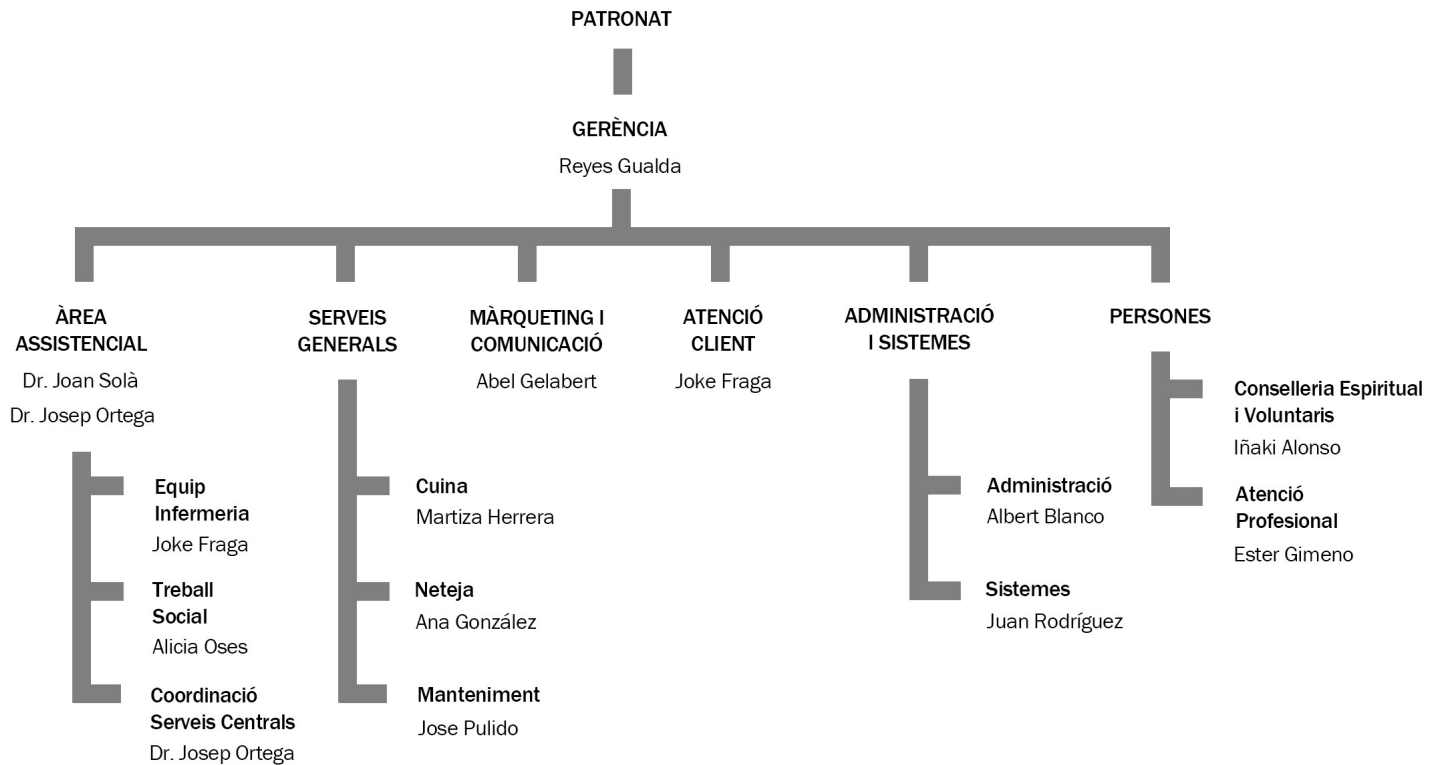 PATRONAT
GERÈNCIA
Reyes Gualda
ÀREA
ASSISTENCIAL
Dr. Joan Solà
Dr. Josep Ortega
Equip
Infermeria
Joke Fraga
Treball
Social
Alicia Oses
Coordinació
Serveis Centrals
Dr. Josep Ortega
SERVEIS
GENERALS
Cuina
Martiza Herrera
Neteja
Ana González
Manteniment
Jose Pulido
MÀRQUETING I
COMUNICACIÓ
Abel Gelabert
ATENCIÓ
CLIENT
Joke Fraga
ADMINISTRACIÓ
I SISTEMES
Administració
Albert Blanco
Sistemes
Juan Rodríguez
PERSONES
Conselleria Espiritual
i Voluntaris
Iñaki Alonso
Atenció
Profesional
Ester Gimeno